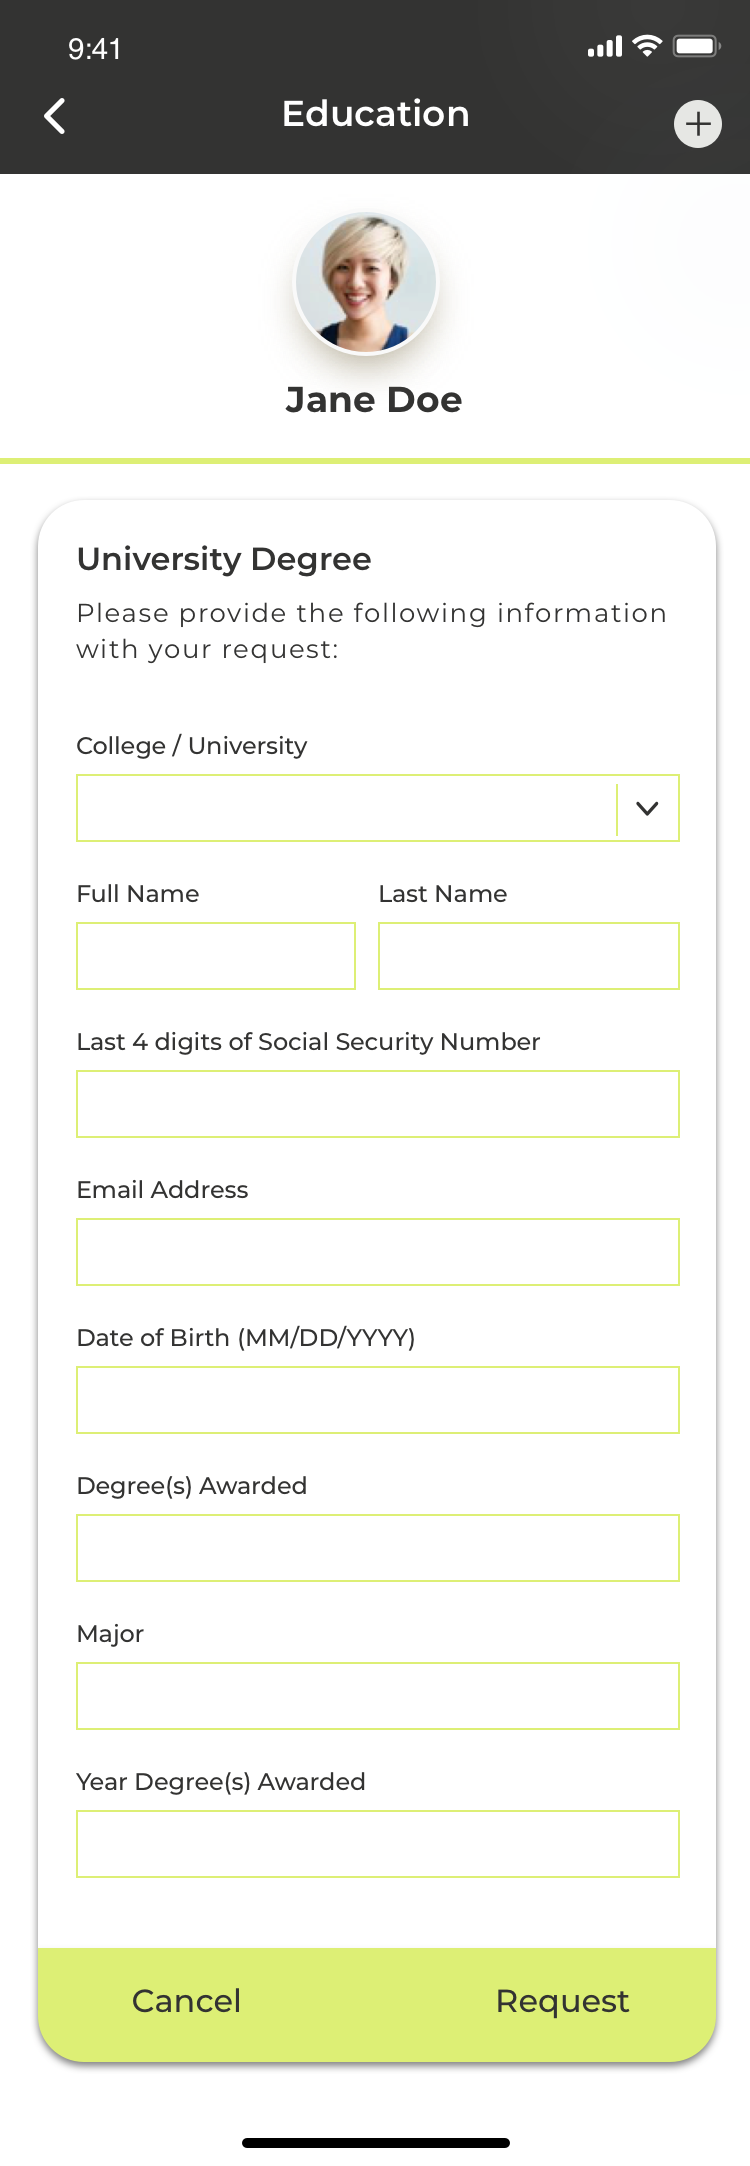 9:41
Education
Jane Doe
University Degree
Please provide the following information
with your request:
College / University
Full Name
Last Name
Last 4 digits of Social Security Number
Email Address
Date of Birth (MM/DD/YYYY)
Degree(s) Awarded
Major
Year Degree(s) Awarded
Cancel
Request